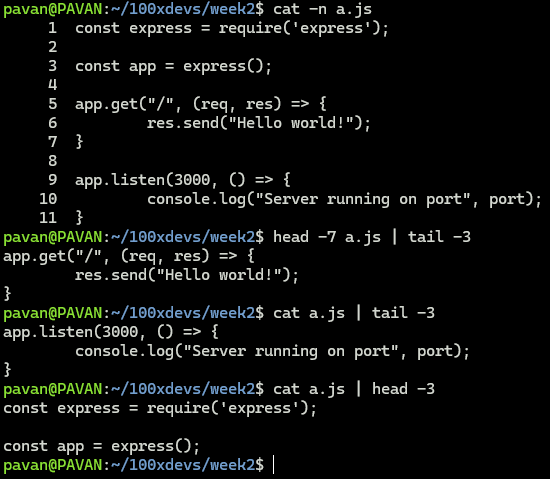 pavan@PAVAN:~/100xdevs/week2$ cat -n a.js
     1  const express = require('express');
     2
     3  const app = express();
     4
     5  app.get("/", (req, res) => {
     6          res.send("Hello world!");
     7  }
     8
     9  app.listen(3000, () => {
    10          console.log("Server running on port", port);
    11  }
pavan@PAVAN:~/100xdevs/week2$ head -7 a.js | tail -3
app.get("/", (req, res) => {
        res.send("Hello world!");
}
pavan@PAVAN:~/100xdevs/week2$ cat a.js | tail -3
app.listen(3000, () => {
        console.log("Server running on port", port);
}
pavan@PAVAN:~/100xdevs/week2$ cat a.js | head -3
const express = require('express');

const app = express();
pavan@PAVAN:~/100xdevs/week2$